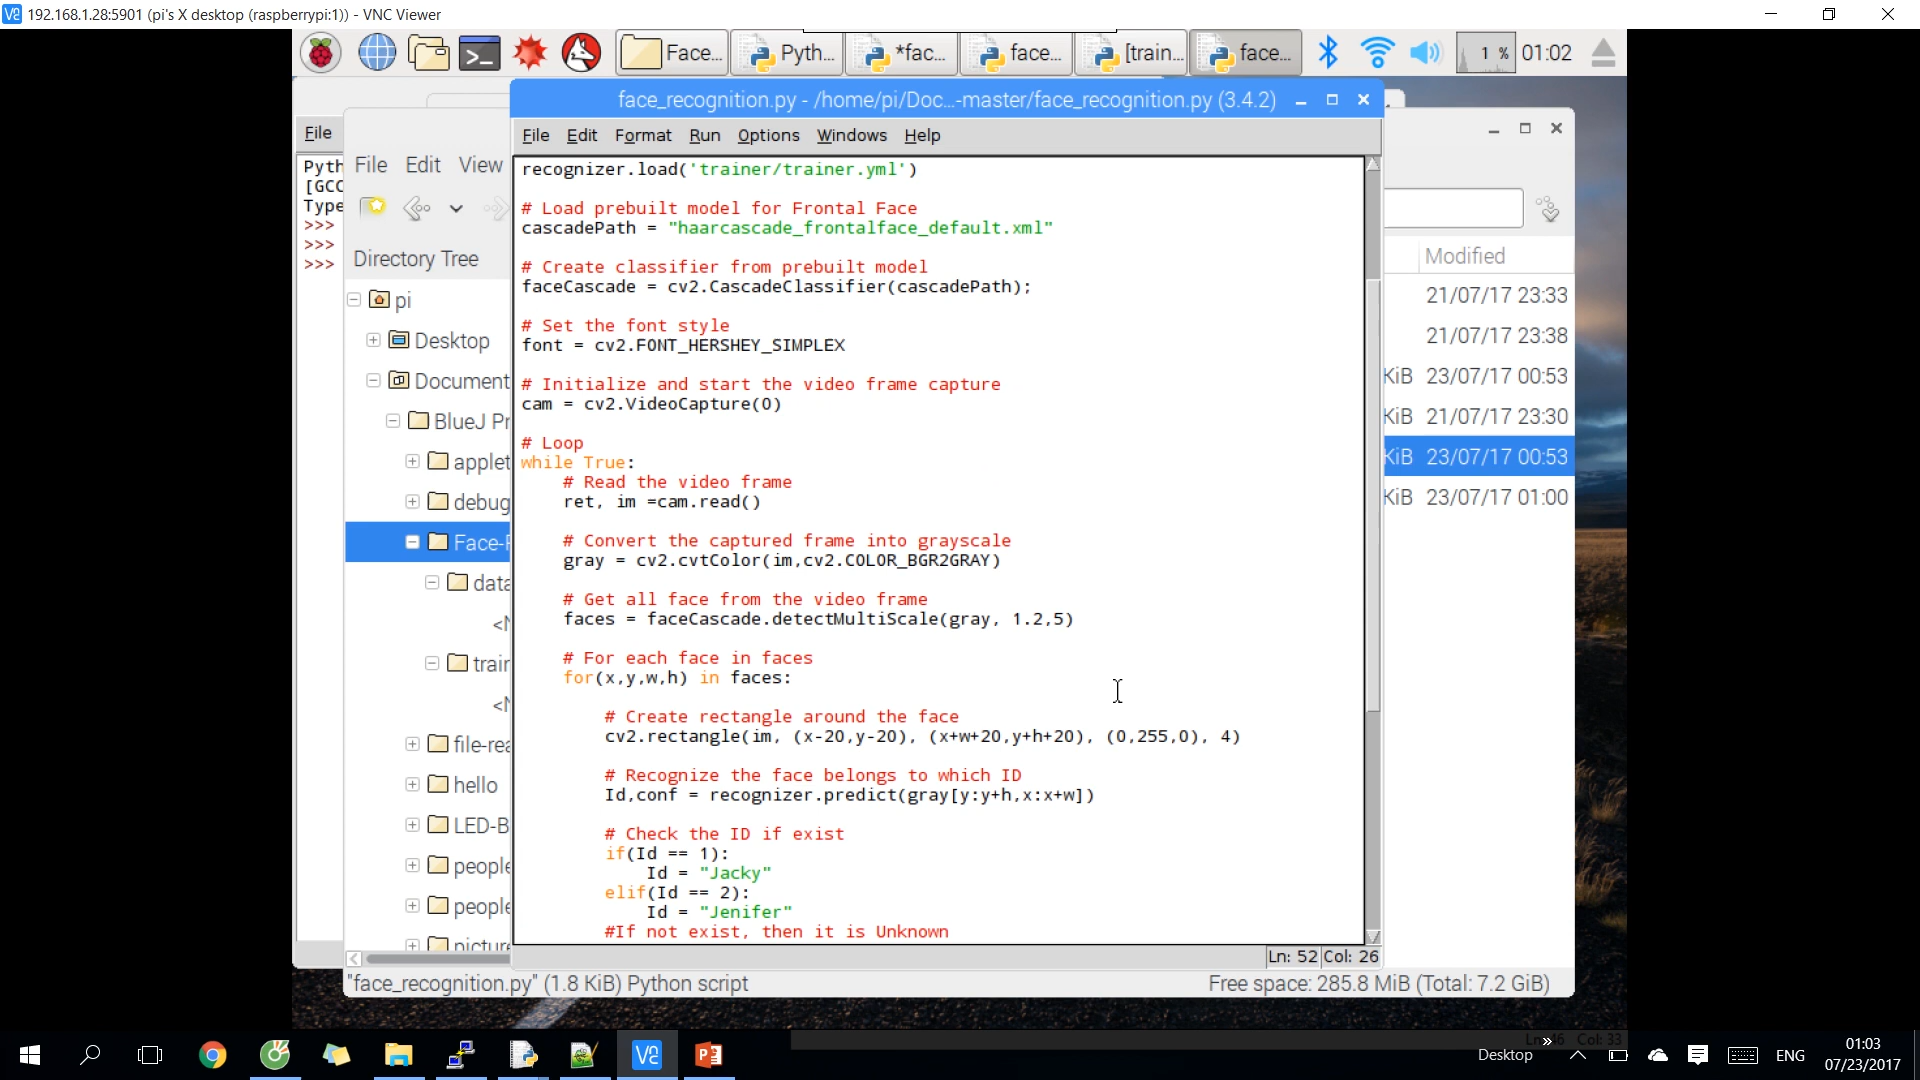 192.168.1.28:5901 (pi's X desktop (raspberrypi:1)) - VNC Viewer
Face... Pyth... *fac... face... [train... face... 1 % 01:02
face_recognition.py - /home/pi/Doc...-master/face_recognition.py (3.4.2)
File Edit Format Run Options Windows Help
File
File Edit View
Pyth
[GCC
Type
>>>
>>>
>>>
Directory Tree
pi
Desktop
Document
BlueJ Pr
applet
debug
Face-
data
train
file-rea
hello
LED-B
people
people
picture
recognizer.load('trainer/trainer.yml')
# Load prebuilt model for Frontal Face
cascadePath = "haarcascade_frontalface_default.xml"
# Create classifier from prebuilt model
faceCascade = cv2.CascadeClassifier(cascadePath);
# Set the font style
font = cv2.FONT_HERSHEY_SIMPLEX
# Initialize and start the video frame capture
cam = cv2.VideoCapture(0)
# Loop
while True:
# Read the video frame
ret, im =cam.read()
# Convert the captured frame into grayscale
gray = cv2.cvtColor(im,cv2.COLOR_BGR2GRAY)
# Get all face from the video frame
faces = faceCascade.detectMultiScale(gray, 1.2,5)
# For each face in faces
for(x,y,w,h) in faces:
# Create rectangle around the face
cv2.rectangle(im, (x-20,y-20), (x+w+20,y+h+20), (0,255,0), 4)
# Recognize the face belongs to which ID
Id,conf = recognizer.predict(gray[y:y+h,x:x+w])
# Check the ID if exist
if(Id == 1):
Id = "Jacky"
elif(Id == 2):
Id = "Jenifer"
#If not exist, then it is Unknown
Ln: 52 Col: 26
Modified
21/07/17 23:33
21/07/17 23:38
KiB 23/07/17 00:53
KiB 21/07/17 23:30
KiB 23/07/17 00:53
KiB 23/07/17 01:00
"face_recognition.py" (1.8 KiB) Python script
Free space: 285.8 MiB (Total: 7.2 GiB)
Col: 33
Desktop
ENG
01:03
07/23/2017